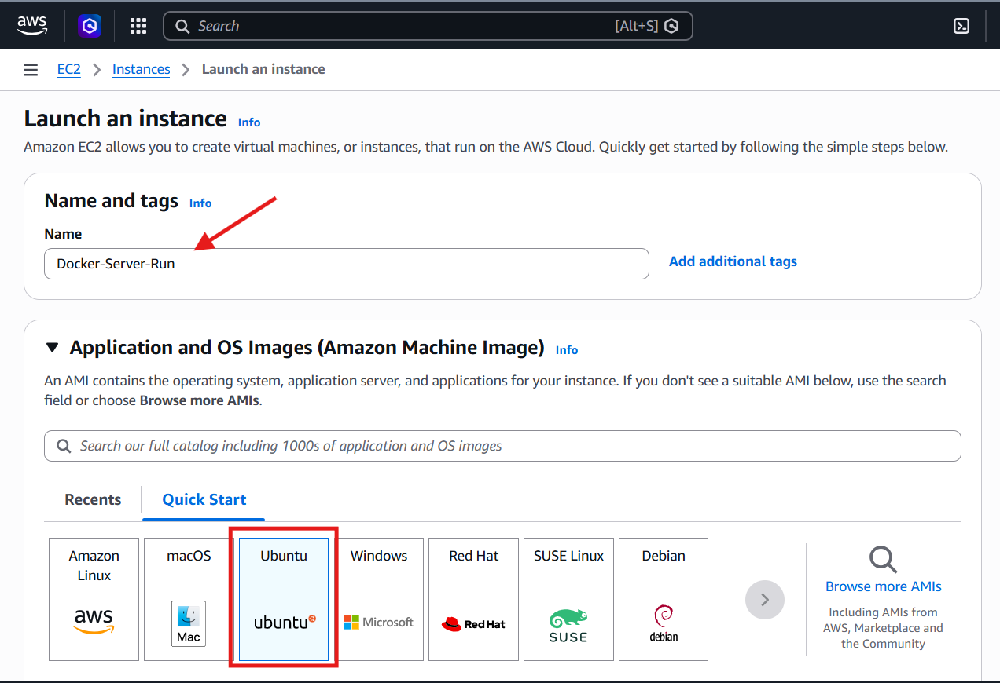 aws
Search
[Alt+S]
EC2
Instances
Launch an instance
Launch an instance Info
Amazon EC2 allows you to create virtual machines, or instances, that run on the AWS Cloud. Quickly get started by following the simple steps below.
Name and tags Info
Name
Docker-Server-Run
Add additional tags
Application and OS Images (Amazon Machine Image) Info
An AMI contains the operating system, application server, and applications for your instance. If you don't see a suitable AMI below, use the search
field or choose Browse more AMIs.
Search our full catalog including 1000s of application and OS images
Recents
Quick Start
Amazon
Linux
aws
macOS
Mac
Ubuntu
ubuntu
Windows
Microsoft
Red Hat
Red Hat
SUSE Linux
SUSE
Debian
debian
Browse more AMIs
Including AMIs from
AWS, Marketplace and
the Community